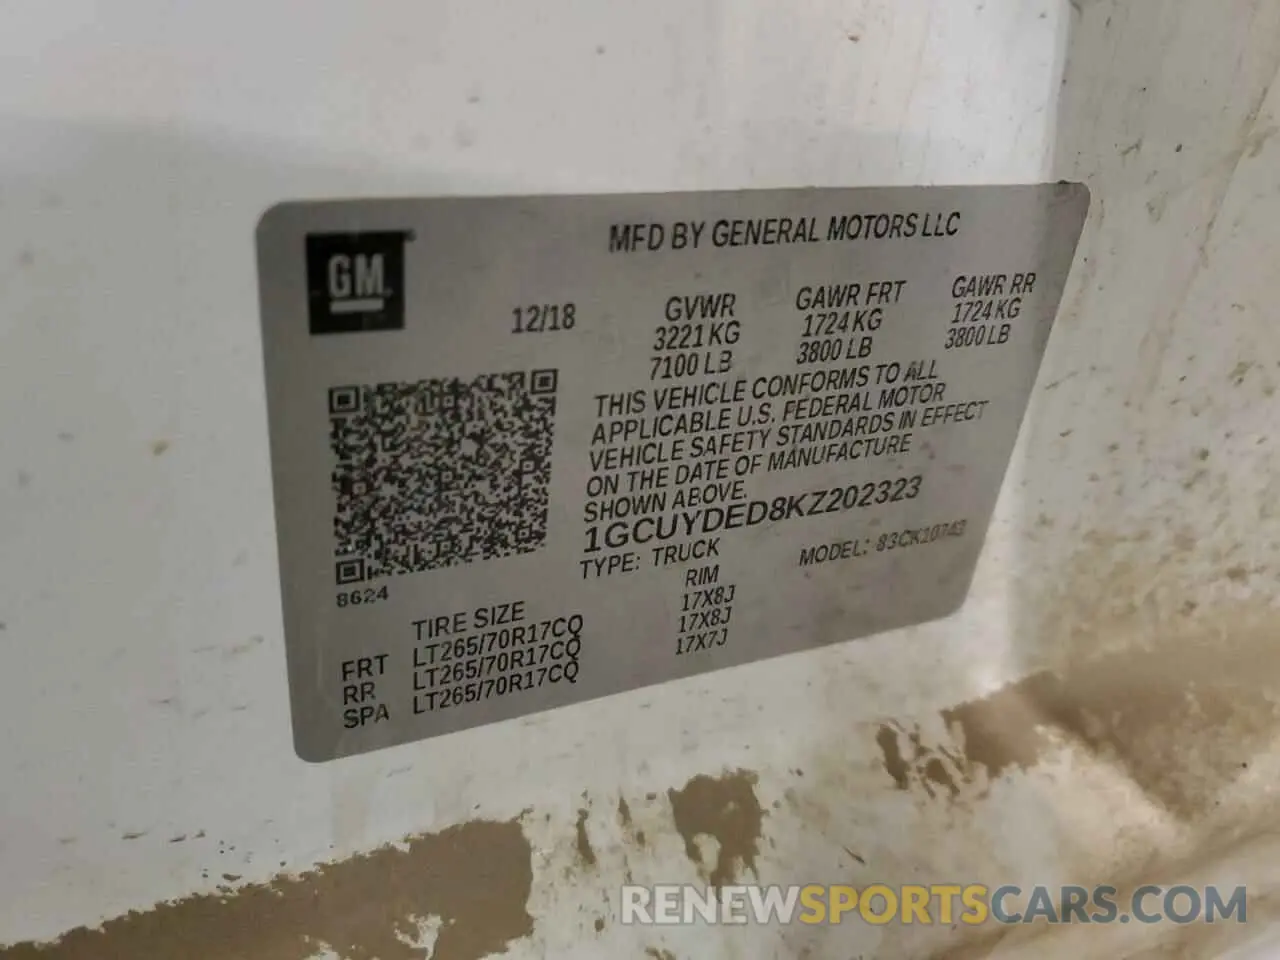 GM
MFD BY GENERAL MOTORS LLC
12/18
GVWR GAWR FRT GAWR RR
3221 KG 1724 KG 1724 KG
7100 LB 3800 LB 3800 LB
THIS VEHICLE CONFORMS TO ALL
APPLICABLE U.S. FEDERAL MOTOR
VEHICLE SAFETY STANDARDS IN EFFECT
ON THE DATE OF MANUFACTURE
SHOWN ABOVE.
1GCUYDED8KZ202323
TYPE: TRUCK MODEL: 83CK10743
8624
TIRE SIZE RIM
FRT LT265/70R17CQ 17X8J
RR LT265/70R17CQ 17X8J
SPA LT265/70R17CQ 17X7J
RENEWSPORTSCARS.COM